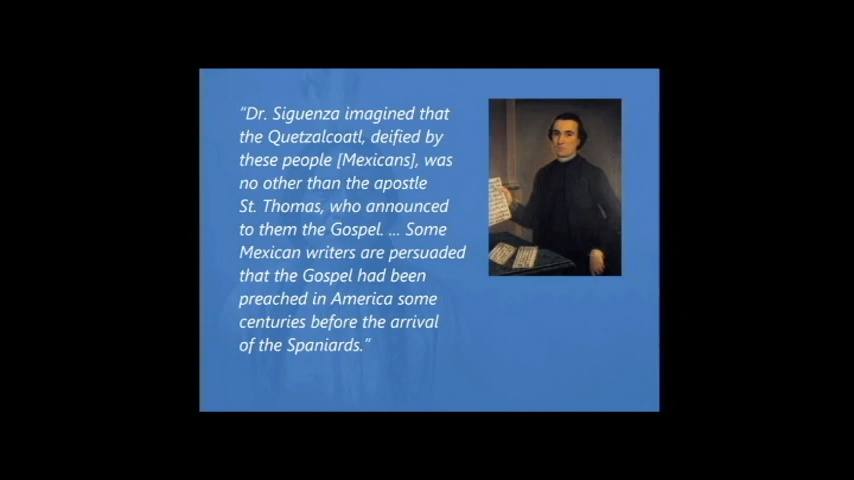 “Dr. Siguenza imagined that
the Quetzalcoatl, deified by
these people [Mexicans], was
no other than the apostle
St. Thomas, who announced
to them the Gospel. ... Some
Mexican writers are persuaded
that the Gospel had been
preached in America some
centuries before the arrival
of the Spaniards.”